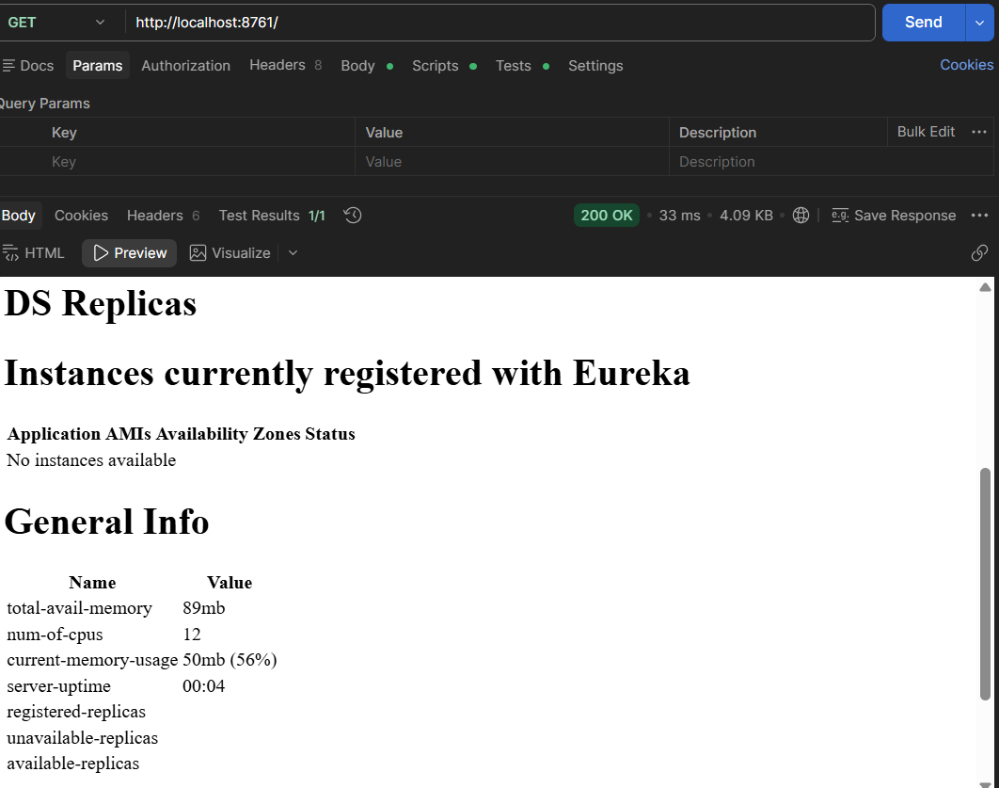 GET http://localhost:8761/ Send
Docs Params Authorization Headers 8 Body Scripts Tests Settings Cookies
Query Params
Key Value Description Bulk Edit ...
Key Value Description
Body Cookies Headers 6 Test Results 1/1 200 OK • 33 ms • 4.09 KB • e.g. Save Response ...
HTML Preview Visualize
DS Replicas
Instances currently registered with Eureka
Application AMIs Availability Zones Status
No instances available
General Info
Name Value
total-avail-memory 89mb
num-of-cpus 12
current-memory-usage 50mb (56%)
server-uptime 00:04
registered-replicas
unavailable-replicas
available-replicas